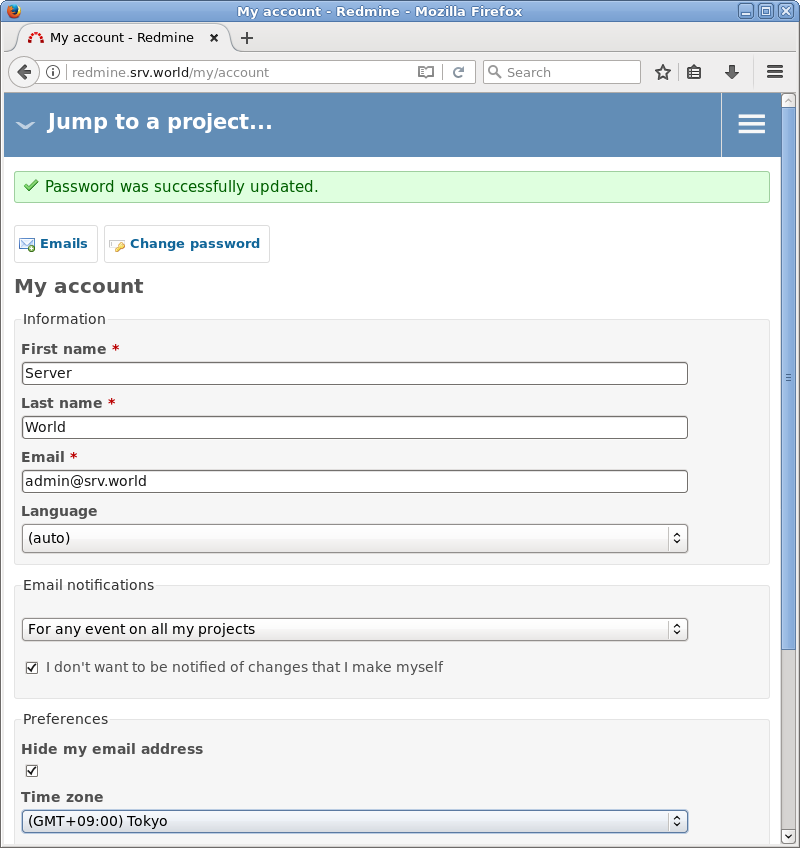 My account - Redmine - Mozilla Firefox
My account - Redmine
redmine.srv.world/my/account
Search
Jump to a project...
Password was successfully updated.
Emails
Change password
My account
Information
First name *
Server
Last name *
World
Email *
admin@srv.world
Language
(auto)
Email notifications
For any event on all my projects
I don't want to be notified of changes that I make myself
Preferences
Hide my email address
Time zone
(GMT+09:00) Tokyo